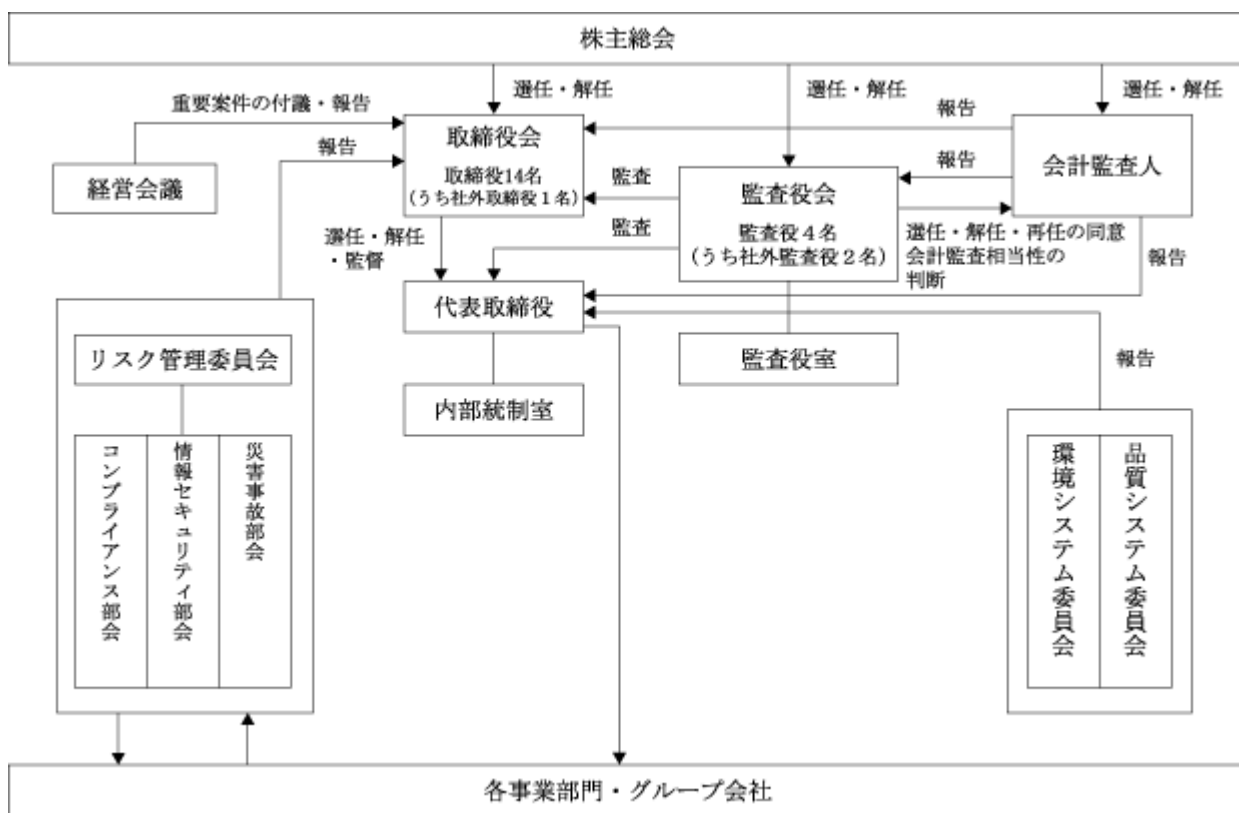 株主総会
選任・解任
選任・解任
選任・解任
重要案件の付議・報告
報告
取締役会
取締役14名
(うち社外取締役1名)
報告
報告
経営会議
監査
監査役会
監査役4名
(うち社外監査役2名)
会計監査人
選任・解任
・監督
監査
選任・解任・再任の同意
会計監査相当性の
判断
報告
代表取締役
リスク管理委員会
監査役室
報告
内部統制室
コンプライアンス部会
情報セキュリティ部会
災害事故部会
環境システム委員会
品質システム委員会
各事業部門・グループ会社